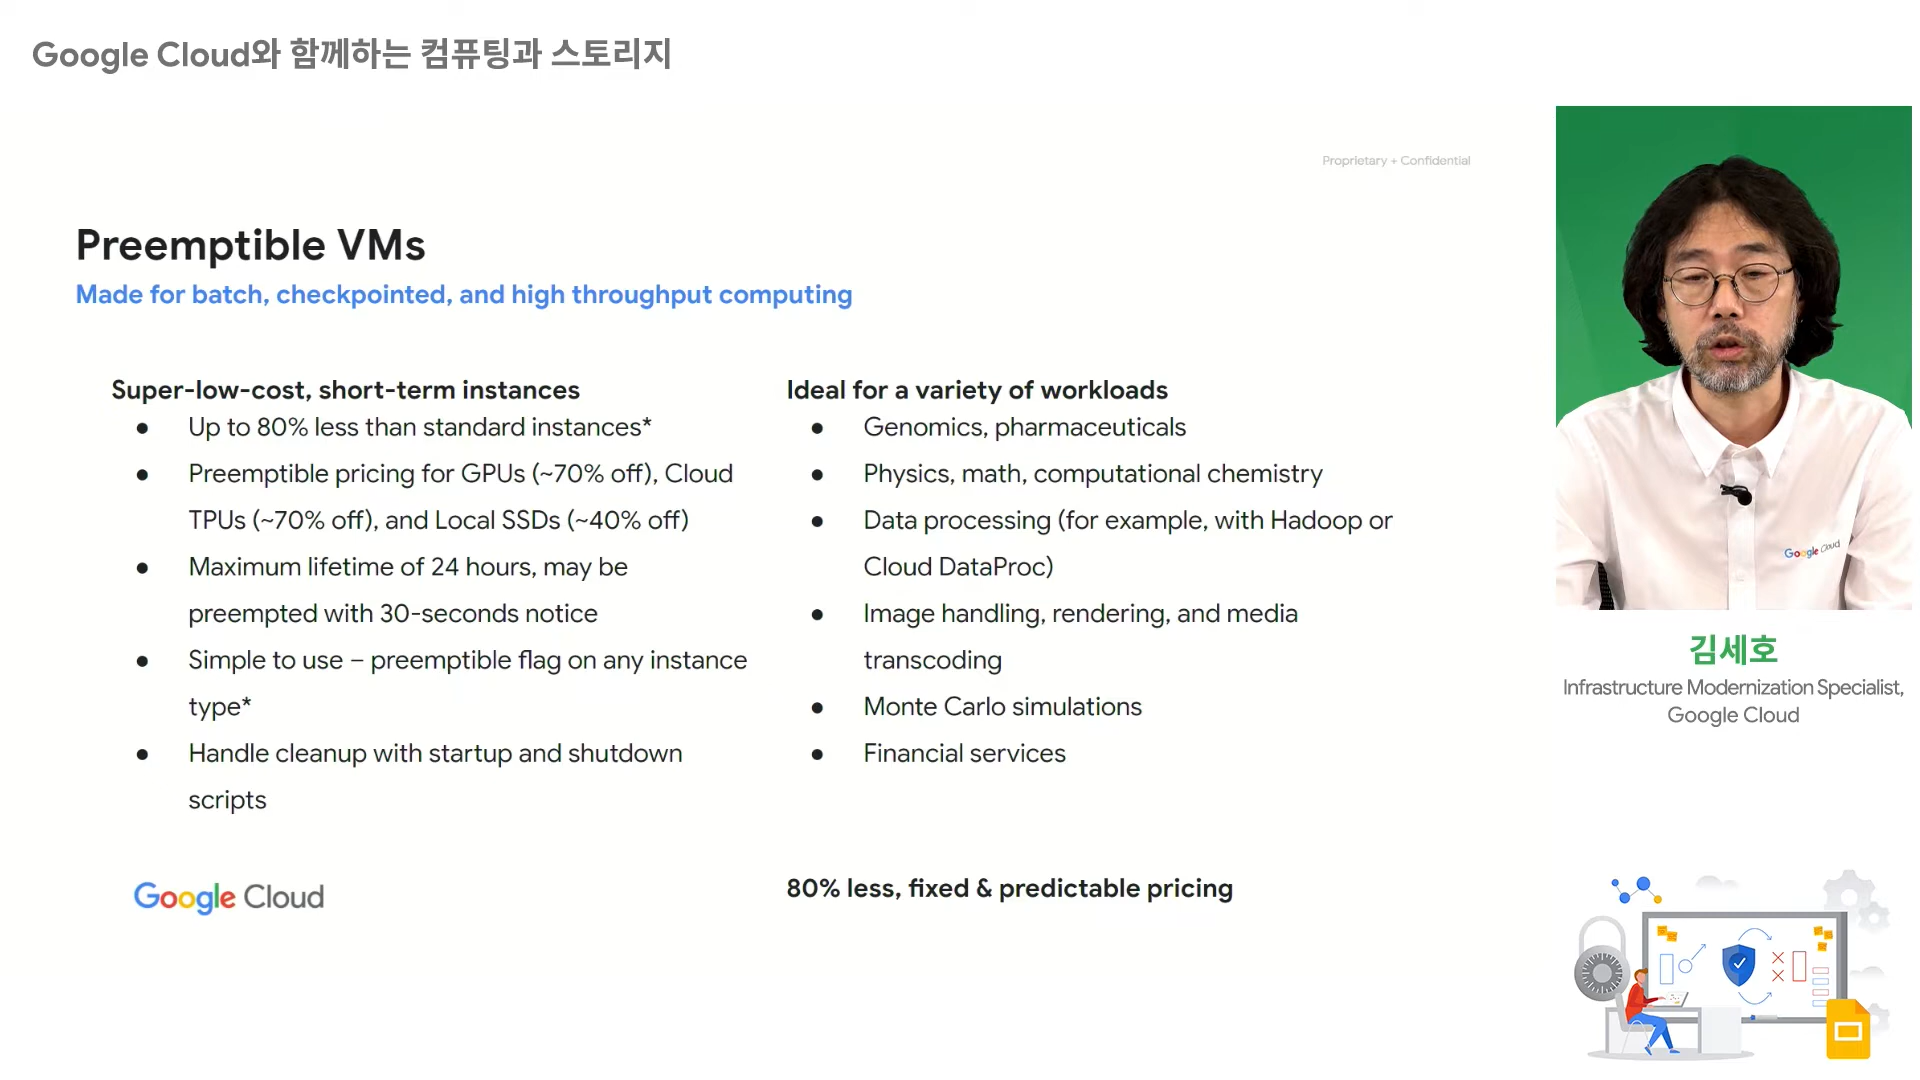 Google Cloud와 함께하는 컴퓨팅과 스토리지
Proprietary + Confidential
Preemptible VMs
Made for batch, checkpointed, and high throughput computing
Super-low-cost, short-term instances
● Up to 80% less than standard instances*
● Preemptible pricing for GPUs (~70% off), Cloud
TPUs (~70% off), and Local SSDs (~40% off)
● Maximum lifetime of 24 hours, may be
preempted with 30-seconds notice
● Simple to use – preemptible flag on any instance
type*
● Handle cleanup with startup and shutdown
scripts
Ideal for a variety of workloads
● Genomics, pharmaceuticals
● Physics, math, computational chemistry
● Data processing (for example, with Hadoop or
Cloud DataProc)
● Image handling, rendering, and media
transcoding
● Monte Carlo simulations
● Financial services
80% less, fixed & predictable pricing
Google Cloud
Google Cloud
김세호
Infrastructure Modernization Specialist,
Google Cloud